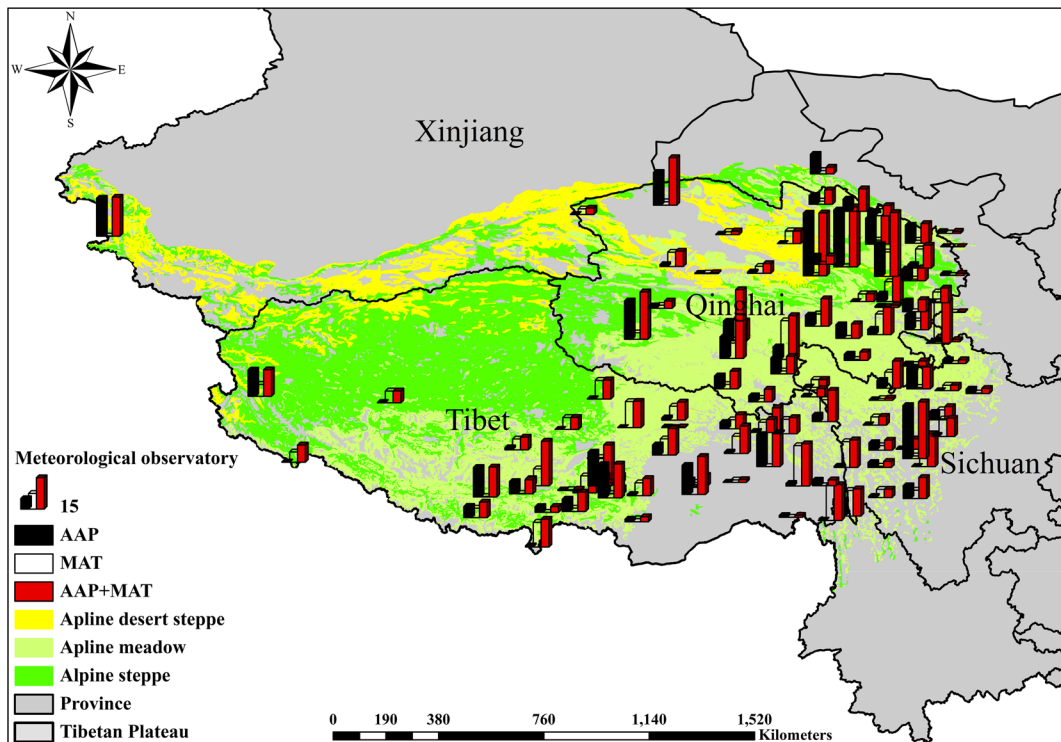 N
W
E
S
Xinjiang
Qinghai
Tibet
Sichuan
Meteorological observatory
15
AAP
MAT
AAP+MAT
Apline desert steppe
Apline meadow
Alpine steppe
Province
Tibetan Plateau
0 190 380 760 1,140 1,520
Kilometers